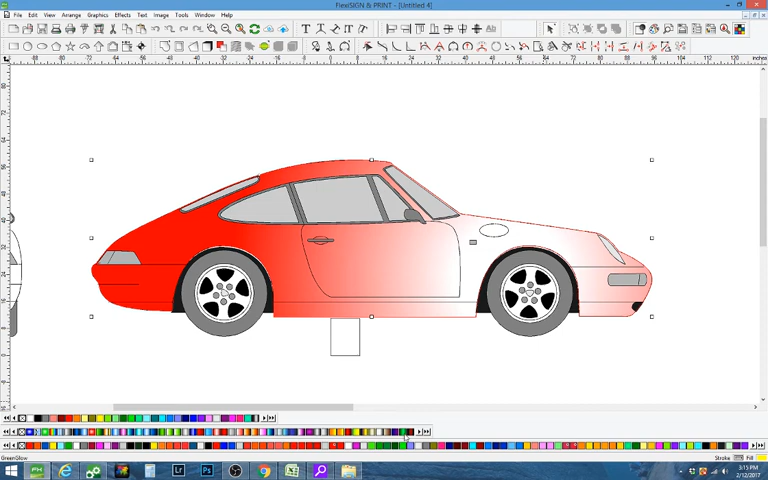 FlexiSIGN & PRINT - [Untitled 4]
File Edit View Arrange Graphics Effects Text Image Tools Window Help
inches
GreenGlow
Stroke Fill
3:15 PM
2/12/2017